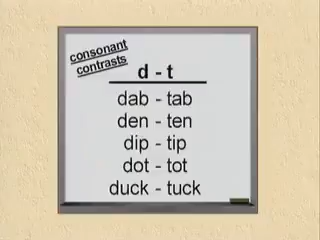 consonant
contrasts
d - t
dab - tab
den - ten
dip - tip
dot - tot
duck - tuck